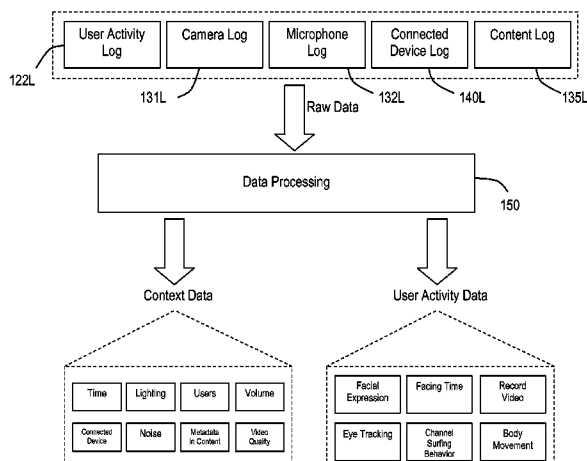 User Activity Log
Camera Log
Microphone Log
Connected Device Log
Content Log
122L
131L
132L
140L
135L
Raw Data
Data Processing
150
Context Data
User Activity Data
Time
Lighting
Users
Volume
Connected Device
Noise
Metadata in Content
Video Quality
Facial Expression
Facing Time
Record Video
Eye Tracking
Channel Surfing Behavior
Body Movement